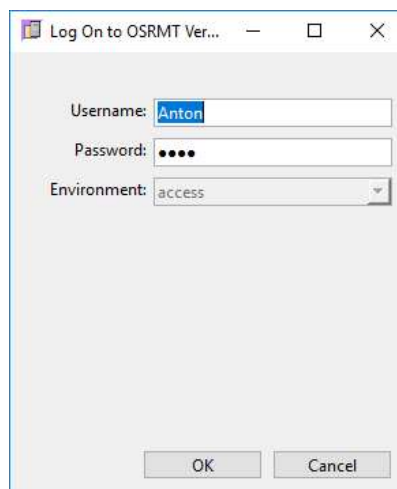 Log On to OSRMT Ver...
Username: Anton
Password: ●●●●
Environment: access
OK Cancel